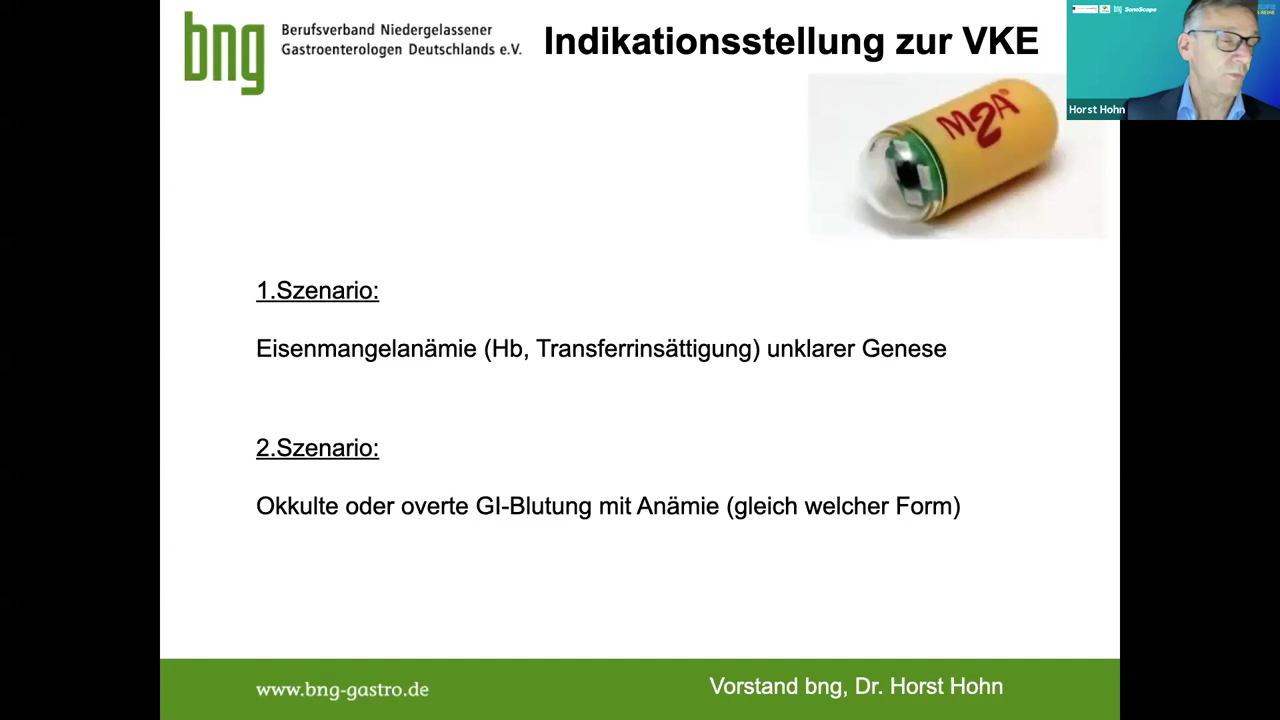 bng
Berufsverband Niedergelassener
Gastroenterologen Deutschlands e.V.
Indikationsstellung zur VKE
bng SonoScape
Horst Hohn
M2A®
1.Szenario:
Eisenmangelanämie (Hb, Transferrinsättigung) unklarer Genese
2.Szenario:
Okkulte oder overte GI-Blutung mit Anämie (gleich welcher Form)
www.bng-gastro.de
Vorstand bng, Dr. Horst Hohn